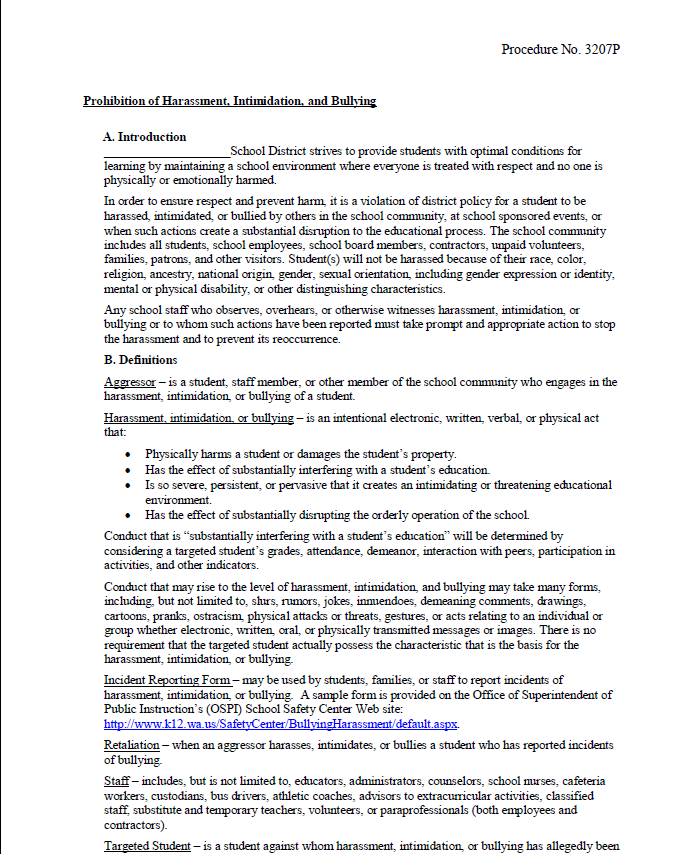 Procedure No. 3207P
Prohibition of Harassment, Intimidation, and Bullying
A. Introduction
____________________School District strives to provide students with optimal conditions for
learning by maintaining a school environment where everyone is treated with respect and no one is
physically or emotionally harmed.
In order to ensure respect and prevent harm, it is a violation of district policy for a student to be
harassed, intimidated, or bullied by others in the school community, at school sponsored events, or
when such actions create a substantial disruption to the educational process. The school community
includes all students, school employees, school board members, contractors, unpaid volunteers,
families, patrons, and other visitors. Student(s) will not be harassed because of their race, color,
religion, ancestry, national origin, gender, sexual orientation, including gender expression or identity,
mental or physical disability, or other distinguishing characteristics.
Any school staff who observes, overhears, or otherwise witnesses harassment, intimidation, or
bullying or to whom such actions have been reported must take prompt and appropriate action to stop
the harassment and to prevent its reoccurrence.
B. Definitions
Aggressor – is a student, staff member, or other member of the school community who engages in the
harassment, intimidation, or bullying of a student.
Harassment, intimidation, or bullying – is an intentional electronic, written, verbal, or physical act
that:
• Physically harms a student or damages the student's property.
• Has the effect of substantially interfering with a student's education.
• Is so severe, persistent, or pervasive that it creates an intimidating or threatening educational
environment.
• Has the effect of substantially disrupting the orderly operation of the school.
Conduct that is "substantially interfering with a student's education" will be determined by
considering a targeted student's grades, attendance, demeanor, interaction with peers, participation in
activities, and other indicators.
Conduct that may rise to the level of harassment, intimidation, and bullying may take many forms,
including, but not limited to, slurs, rumors, jokes, innuendoes, demeaning comments, drawings,
cartoons, pranks, ostracism, physical attacks or threats, gestures, or acts relating to an individual or
group whether electronic, written, oral, or physically transmitted messages or images. There is no
requirement that the targeted student actually possess the characteristic that is the basis for the
harassment, intimidation, or bullying.
Incident Reporting Form – may be used by students, families, or staff to report incidents of
harassment, intimidation, or bullying. A sample form is provided on the Office of Superintendent of
Public Instruction's (OSPI) School Safety Center Web site:
http://www.k12.wa.us/SafetyCenter/BullyingHarassment/default.aspx.
Retaliation – when an aggressor harasses, intimidates, or bullies a student who has reported incidents
of bullying.
Staff – includes, but is not limited to, educators, administrators, counselors, school nurses, cafeteria
workers, custodians, bus drivers, athletic coaches, advisors to extracurricular activities, classified
staff, substitute and temporary teachers, volunteers, or paraprofessionals (both employees and
contractors).
Targeted Student – is a student against whom harassment, intimidation, or bullying has allegedly been